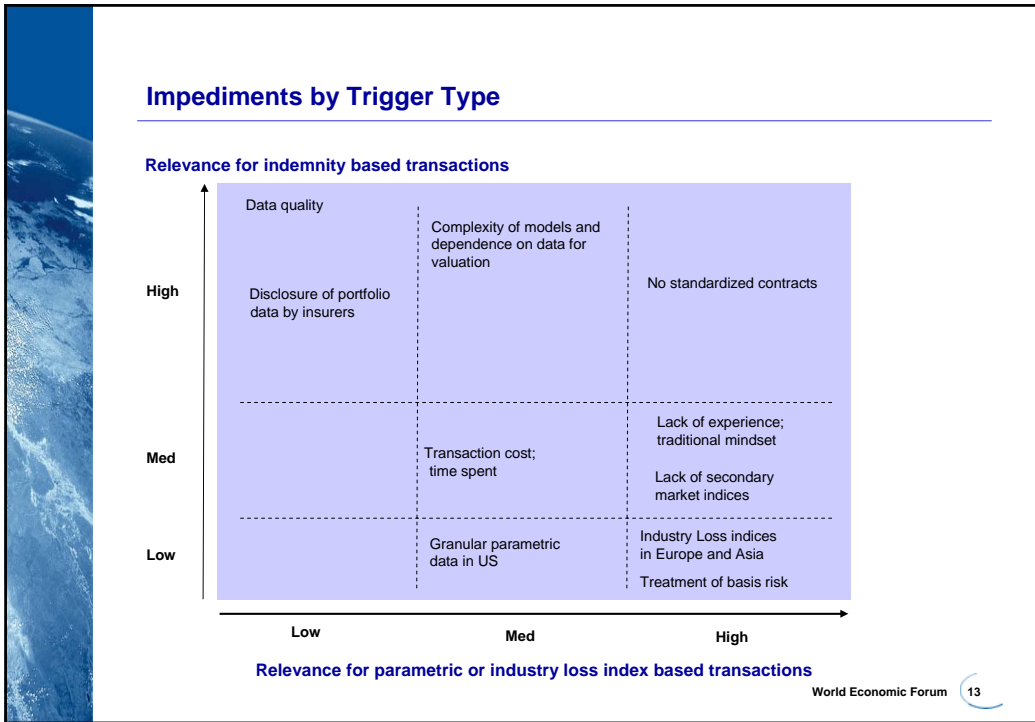 Impediments by Trigger Type
Relevance for indemnity based transactions
High
Data quality
Disclosure of portfolio
data by insurers
Complexity of models and
dependence on data for
valuation
No standardized contracts
Med
Transaction cost;
time spent
Lack of experience;
traditional mindset
Lack of secondary
market indices
Low
Granular parametric
data in US
Industry Loss indices
in Europe and Asia
Treatment of basis risk
Low
Med
High
Relevance for parametric or industry loss index based transactions
World Economic Forum
13